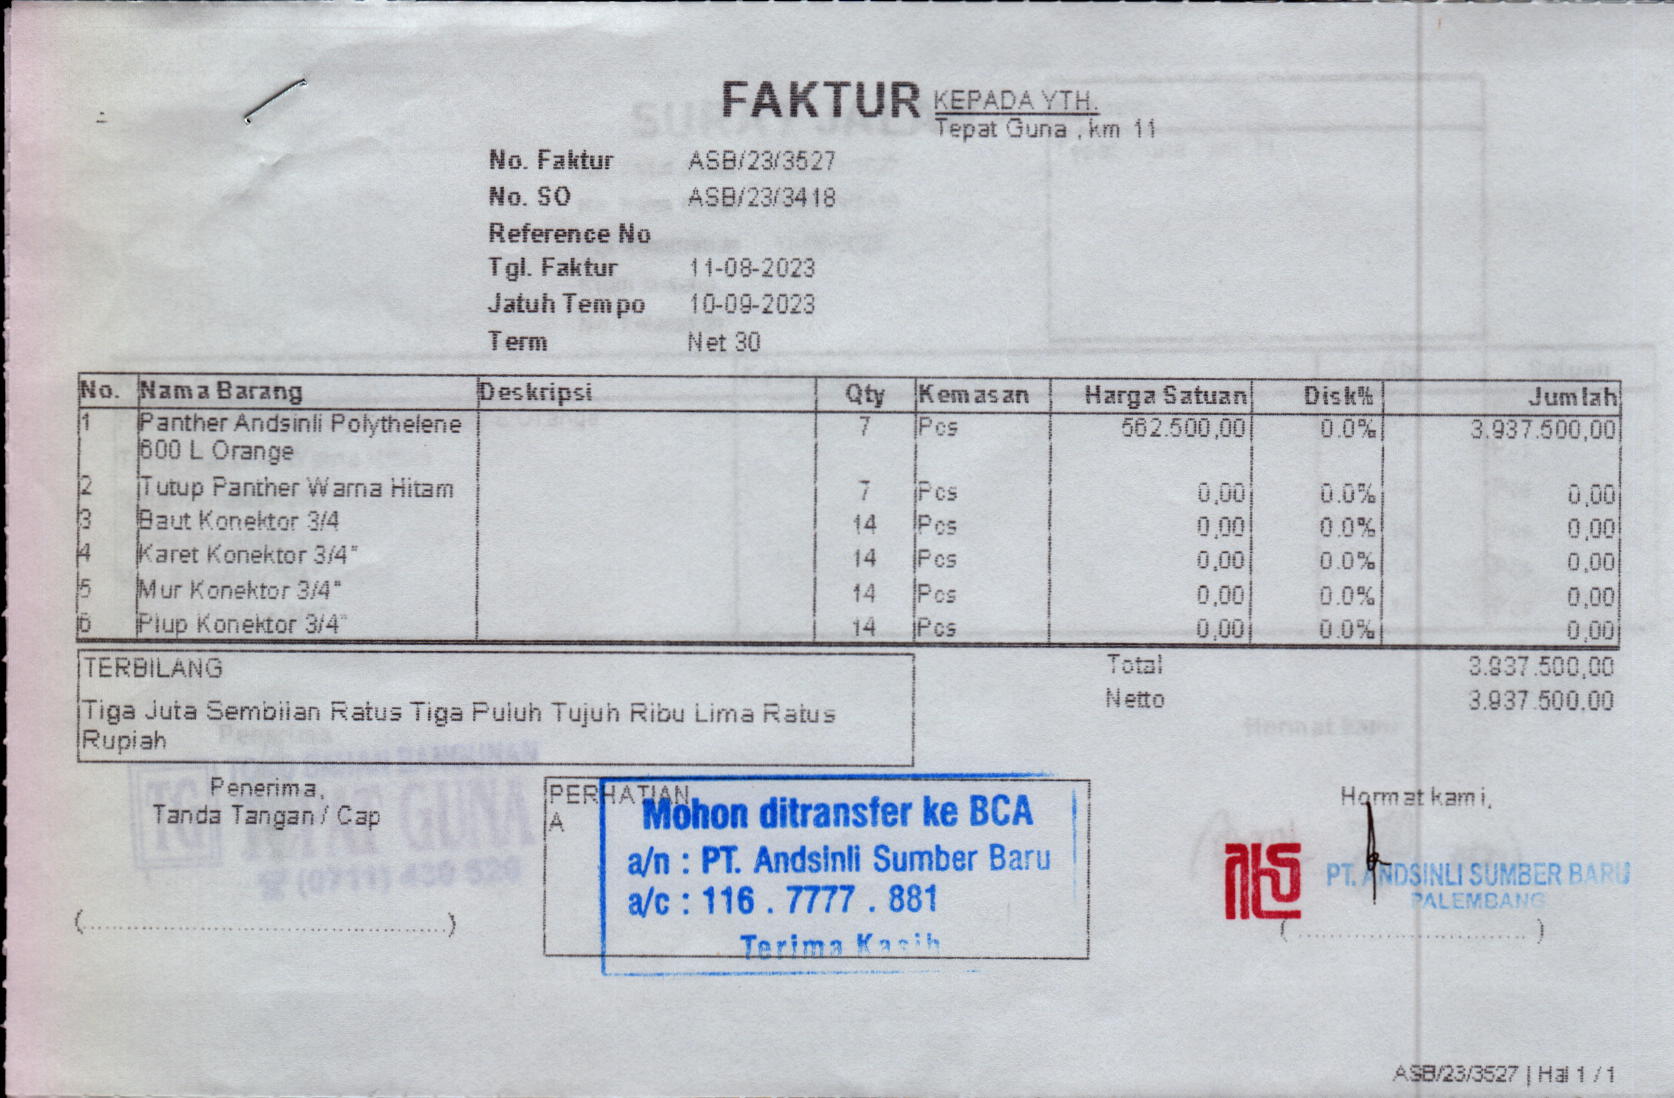 FAKTUR
KEPADA YTH.
Tepat Guna , km 11
No. Faktur ASB/23/3527
No. SO ASB/23/3418
Reference No
Tgl. Faktur 11-08-2023
Jatuh Tempo 10-09-2023
Term Net 30
No. Nama Barang Deskripsi Qty Kemasan Harga Satuan Disk% Jumlah
1 Panther Andsinli Polythelene 7 Pcs 562.500,00 0.0% 3.937.500,00
600 L Orange
2 Tutup Panther Warna Hitam 7 Pcs 0,00 0.0% 0,00
3 Baut Konektor 3/4 14 Pcs 0,00 0.0% 0,00
4 Karet Konektor 3/4" 14 Pcs 0,00 0.0% 0,00
5 Mur Konektor 3/4" 14 Pcs 0,00 0.0% 0,00
6 Plup Konektor 3/4" 14 Pcs 0,00 0.0% 0,00
TERBILANG
Tiga Juta Sembilan Ratus Tiga Puluh Tujuh Ribu Lima Ratus
Rupiah
Total 3.937.500,00
Netto 3.937.500,00
Penerima,
Tanda Tangan / Cap
(........................................)
TOKO BAHAN BANGUNAN
TG TEPAT GUNA
☎ (0711) 430 520
PERHATIAN
A
Mohon ditransfer ke BCA
a/n : PT. Andsinli Sumber Baru
a/c : 116 . 7777 . 881
Terima Kasih
Hormat kami,
PT. ANDSINLI SUMBER BARU
PALEMBANG
(........................................)
ASB/23/3527 | Hal 1 / 1